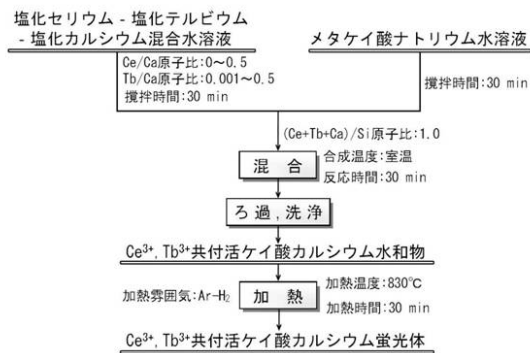 塩化セリウム - 塩化テルビウム
- 塩化カルシウム混合水溶液
メタケイ酸ナトリウム水溶液
Ce/Ca原子比:0～0.5
Tb/Ca原子比:0.001～0.5
攪拌時間:30 min
攪拌時間:30 min
(Ce+Tb+Ca)/Si原子比:1.0
混 合
合成温度:室温
反応時間:30 min
ろ 過 , 洗 浄
Ce³⁺, Tb³⁺共付活ケイ酸カルシウム水和物
加熱雰囲気:Ar-H₂
加 熱
加熱温度:830℃
加熱時間:30 min
Ce³⁺, Tb³⁺共付活ケイ酸カルシウム蛍光体